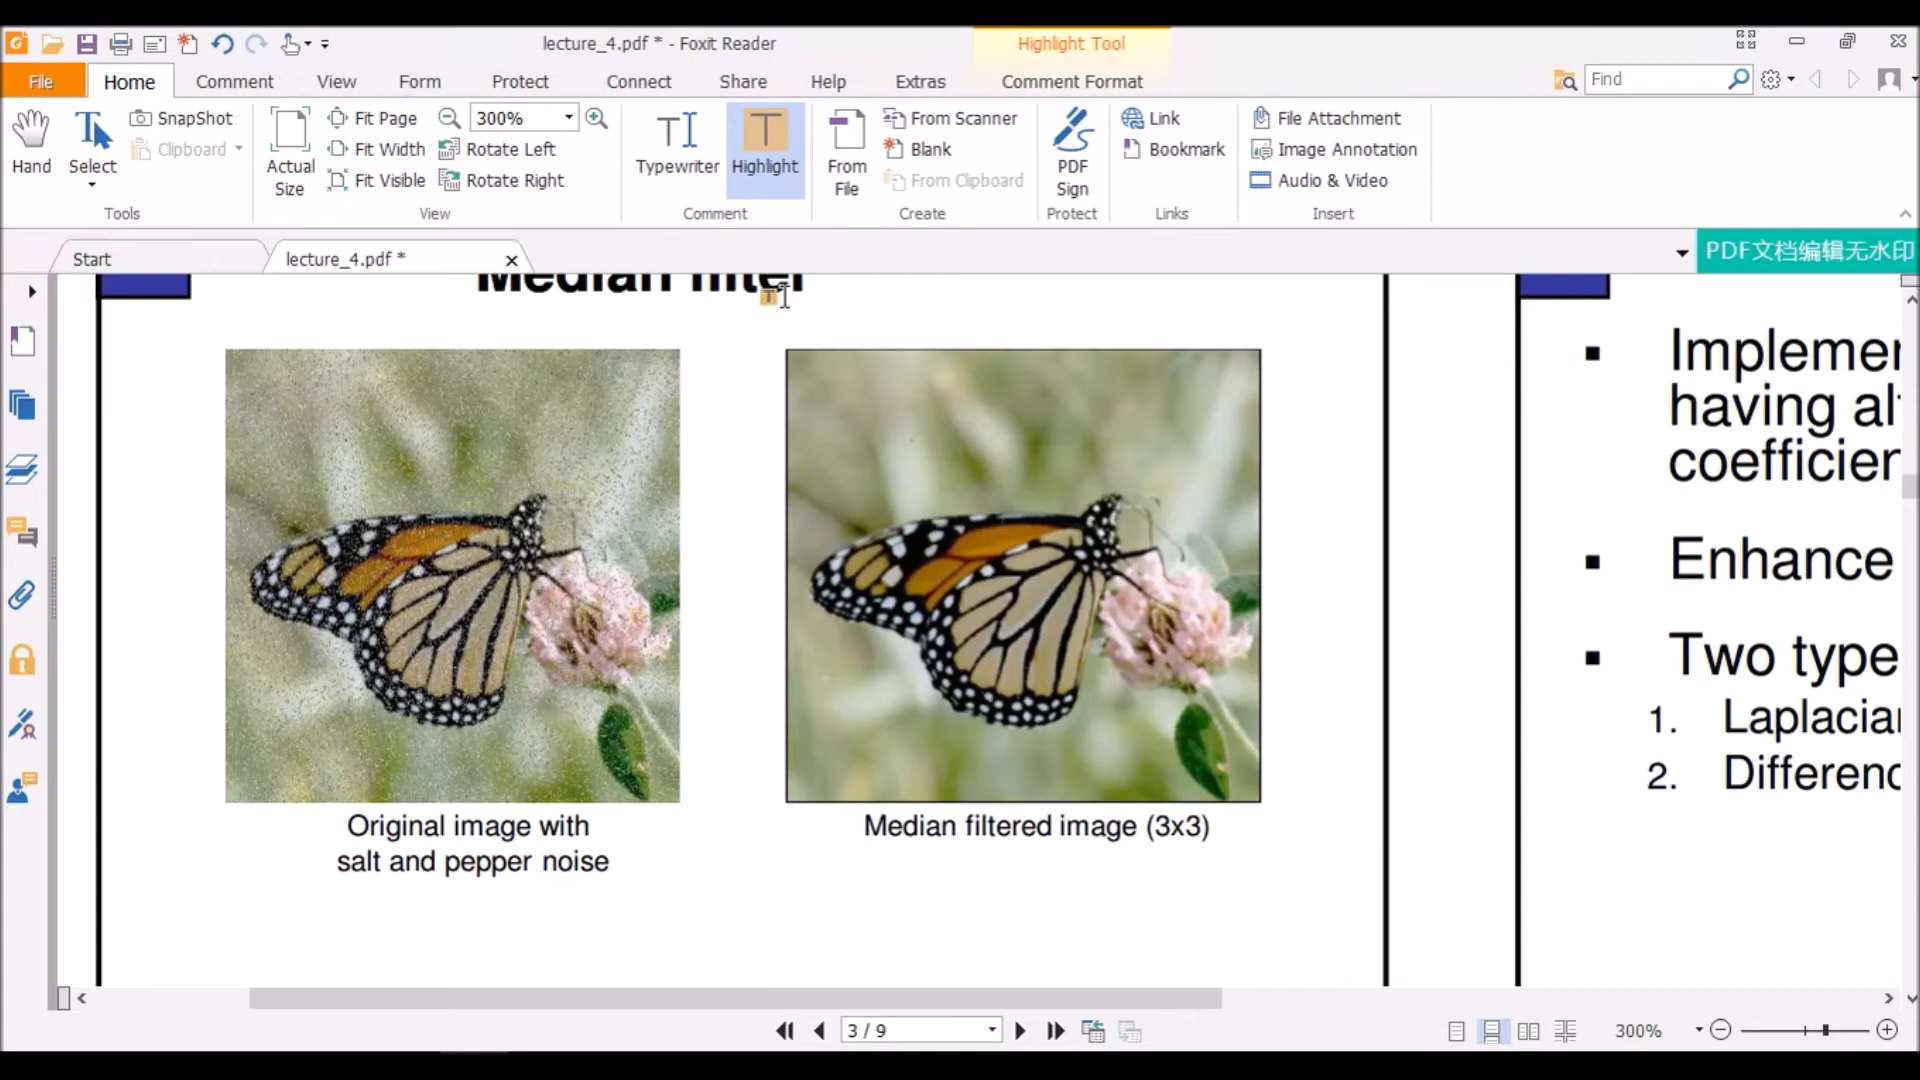 lecture_4.pdf * - Foxit Reader
Highlight Tool
File Home Comment View Form Protect Connect Share Help Extras Comment Format Find
Hand
Select
SnapShot
Clipboard
Tools
Actual Size
Fit Page
Fit Width
Fit Visible
300%
Rotate Left
Rotate Right
View
Typewriter
Highlight
Comment
From File
From Scanner
Blank
From Clipboard
Create
PDF Sign
Protect
Link
Bookmark
Links
File Attachment
Image Annotation
Audio & Video
Insert
Start
lecture_4.pdf *
PDF文档编辑无水印
Median filter
Original image with
salt and pepper noise
Median filtered image (3x3)
▪ Implemen
having al
coefficien
▪ Enhance
▪ Two type
1. Laplacian
2. Differenc
3 / 9
300%